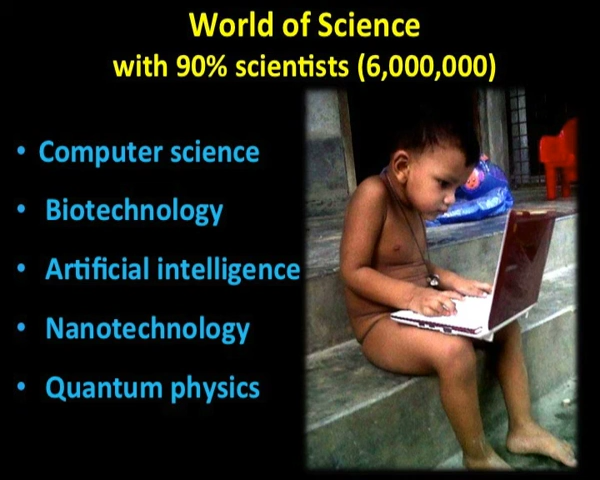 World of Science
with 90% scientists (6,000,000)
• Computer science
• Biotechnology
• Artificial intelligence
• Nanotechnology
• Quantum physics